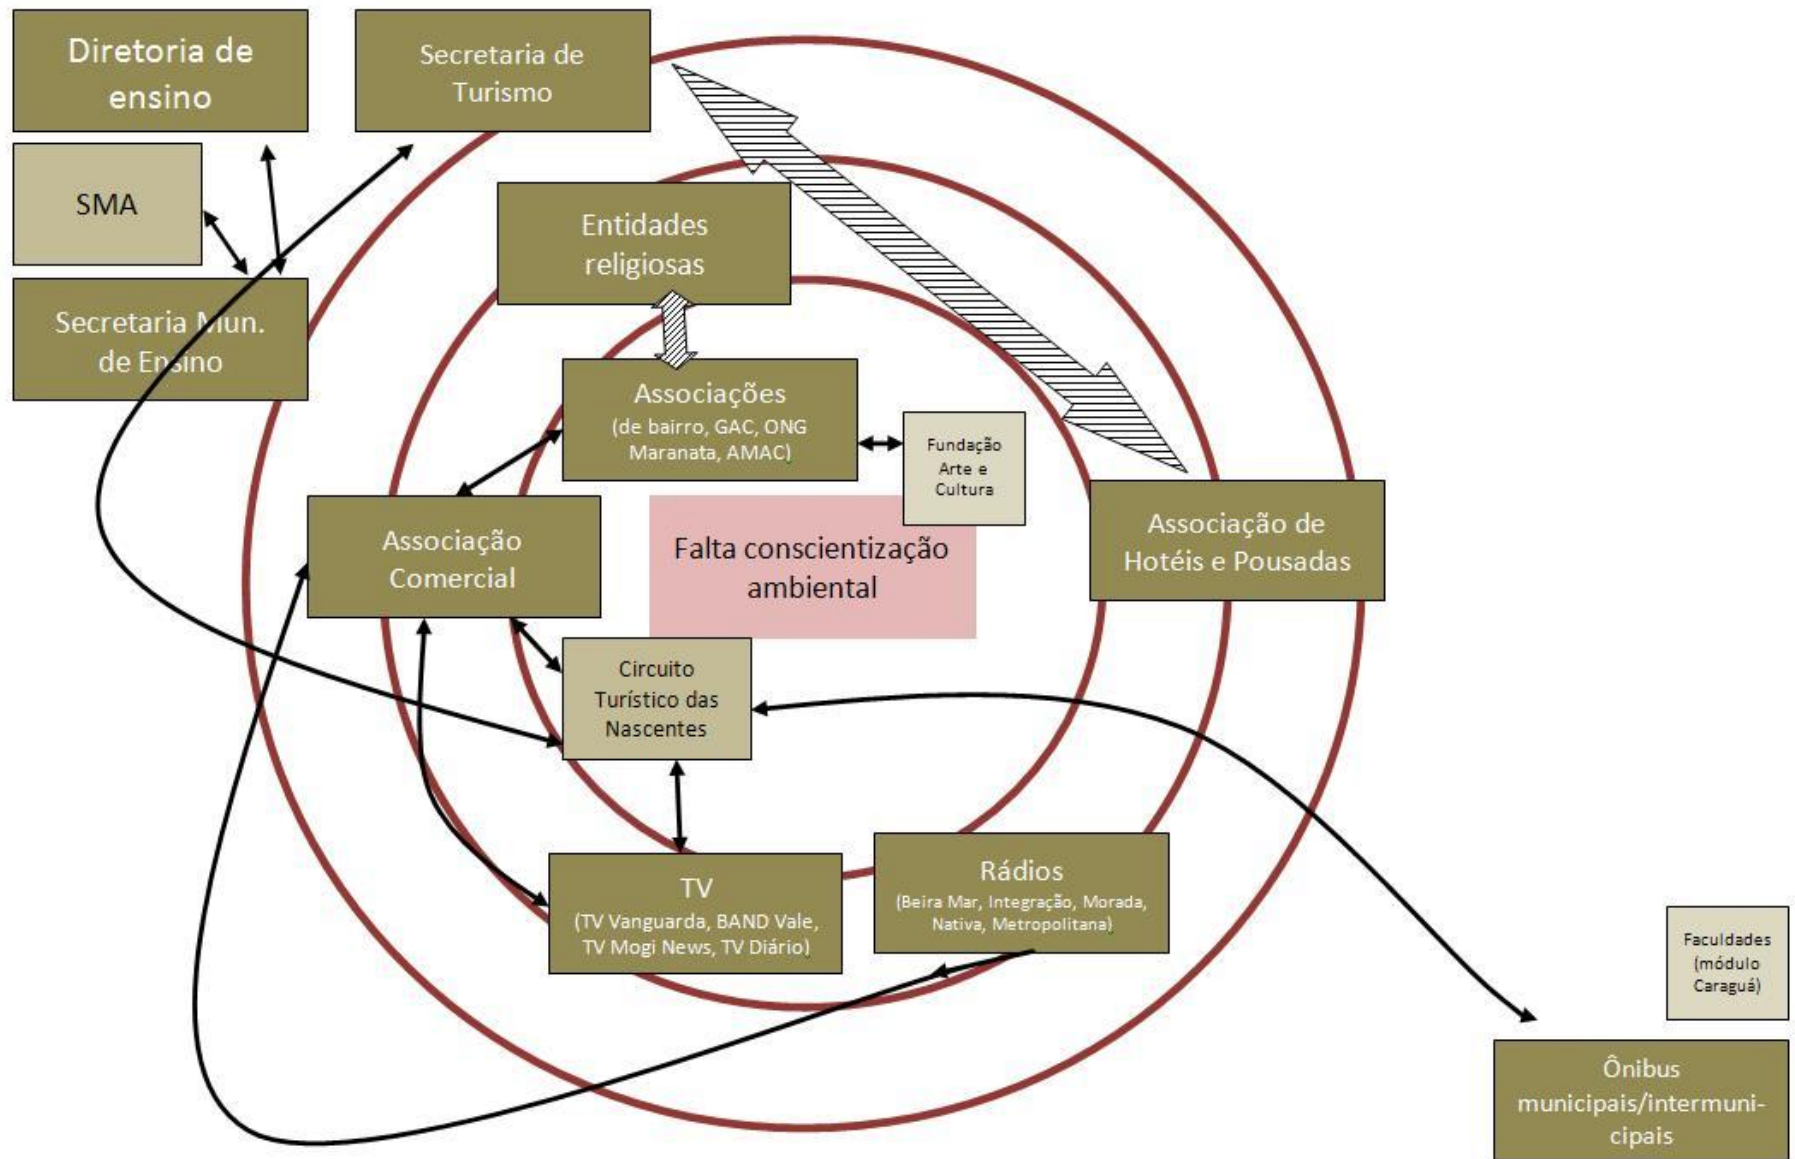 Diretoria de
ensino
Secretaria de
Turismo
SMA
Entidades
religiosas
Secretaria Mun.
de Ensino
Associações
(de bairro, GAC, ONG
Maranata, AMAC)
Fundação
Arte e
Cultura
Associação
Comercial
Falta conscientização
ambiental
Associação de
Hotéis e Pousadas
Circuito
Turístico das
Nascentes
TV
(TV Vanguarda, BAND Vale,
TV Mogi News, TV Diário)
Rádios
(Beira Mar, Integração, Morada,
Nativa, Metropolitana)
Faculdades
(módulo
Caraguá)
Ônibus
municipais/intermuni-
cipais